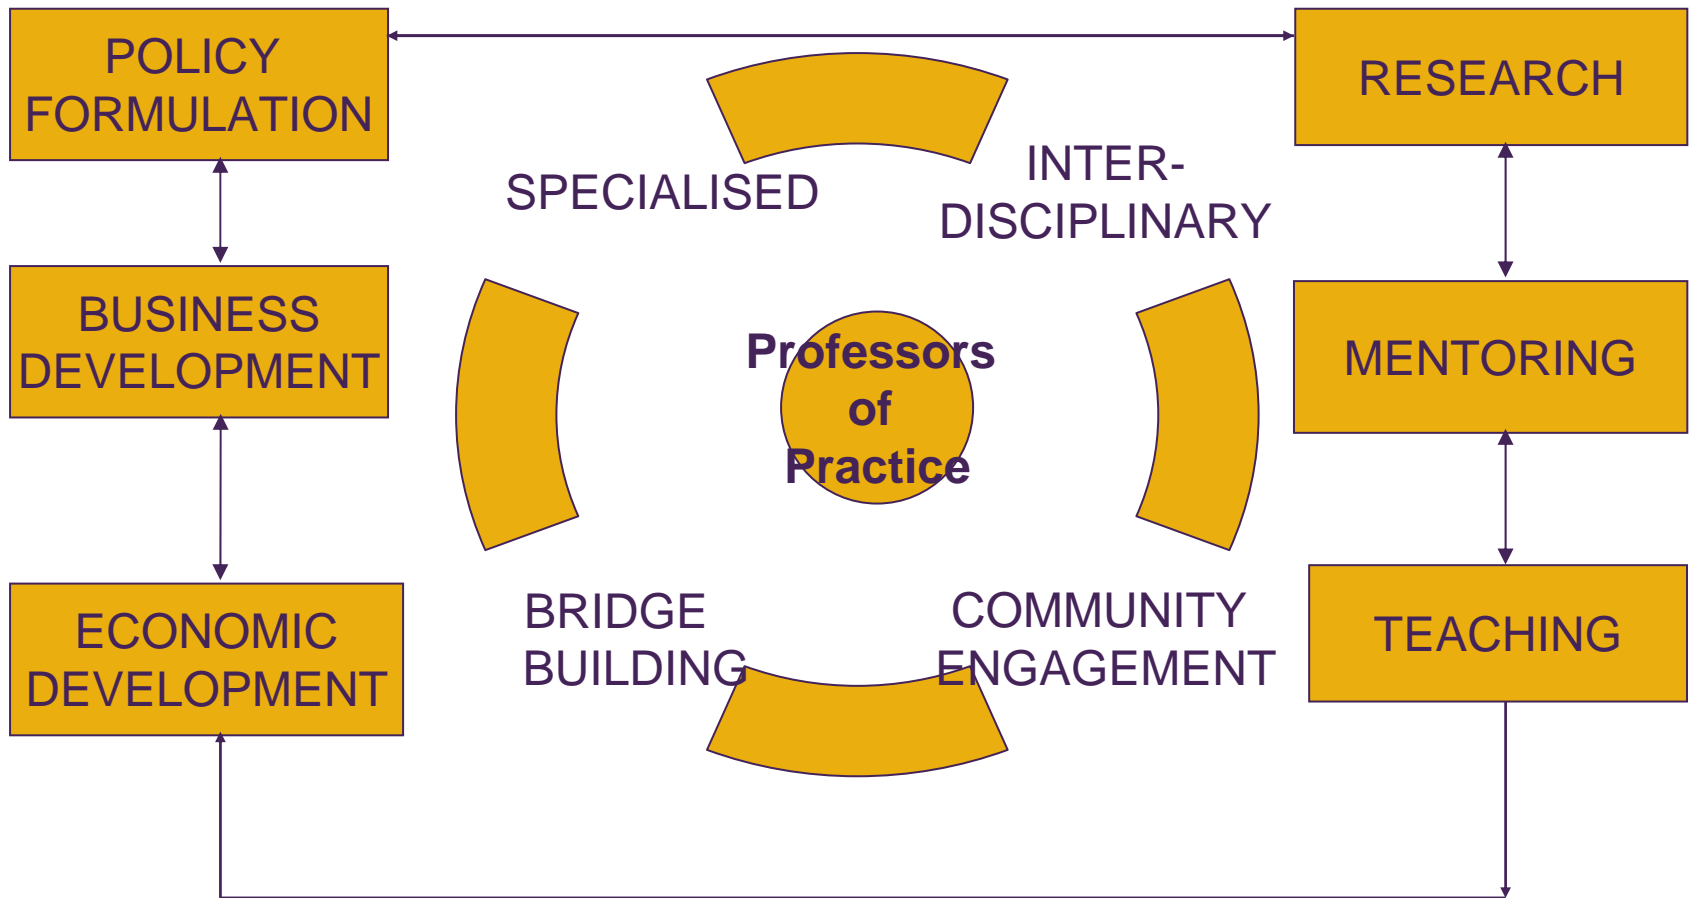 POLICY
FORMULATION
RESEARCH
SPECIALISED
INTER-
DISCIPLINARY
BUSINESS
DEVELOPMENT
Professors
of
Practice
MENTORING
ECONOMIC
DEVELOPMENT
BRIDGE
BUILDING
COMMUNITY
ENGAGEMENT
TEACHING